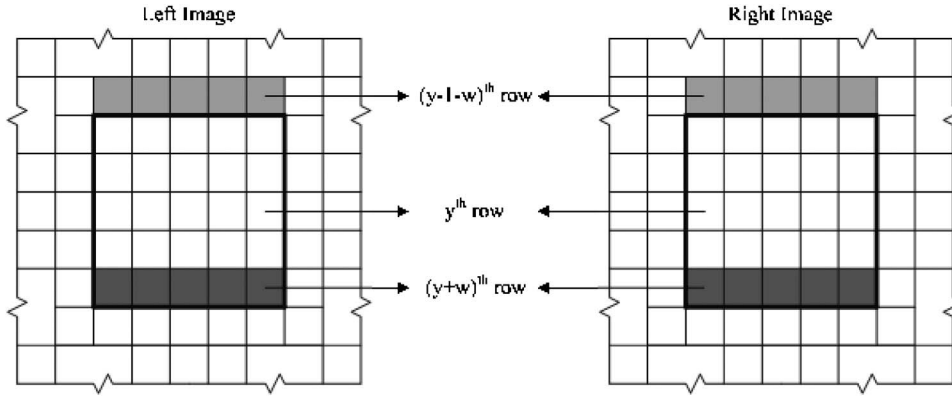 Left Image
Right Image
(y-1-w)th row
yth row
(y+w)th row